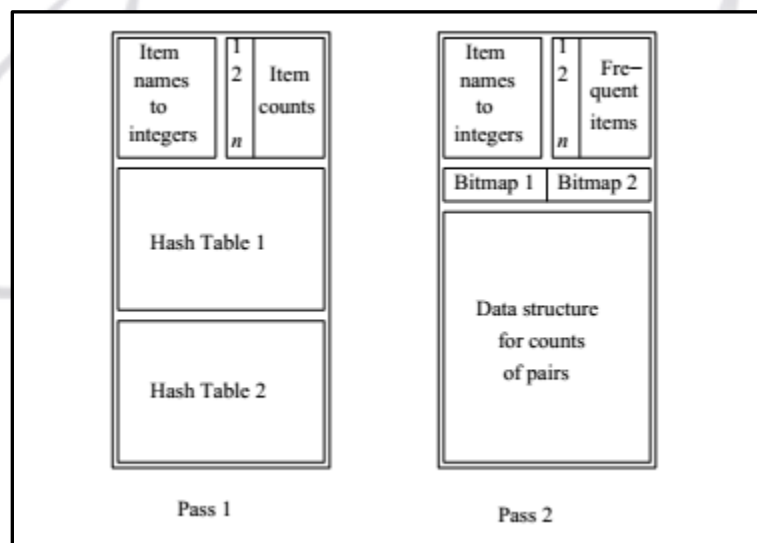 Item
names
to
integers
1
2
n
Item
counts
Hash Table 1
Hash Table 2
Pass 1
Item
names
to
integers
1
2
n
Fre-
quent
items
Bitmap 1
Bitmap 2
Data structure
for counts
of pairs
Pass 2